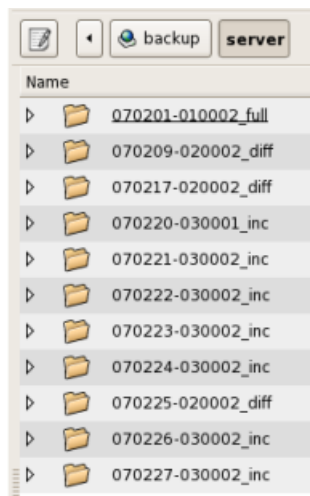 backup server
Name
070201-010002_full
070209-020002_diff
070217-020002_diff
070220-030001_inc
070221-030002_inc
070222-030002_inc
070223-030002_inc
070224-030002_inc
070225-020002_diff
070226-030002_inc
070227-030002_inc